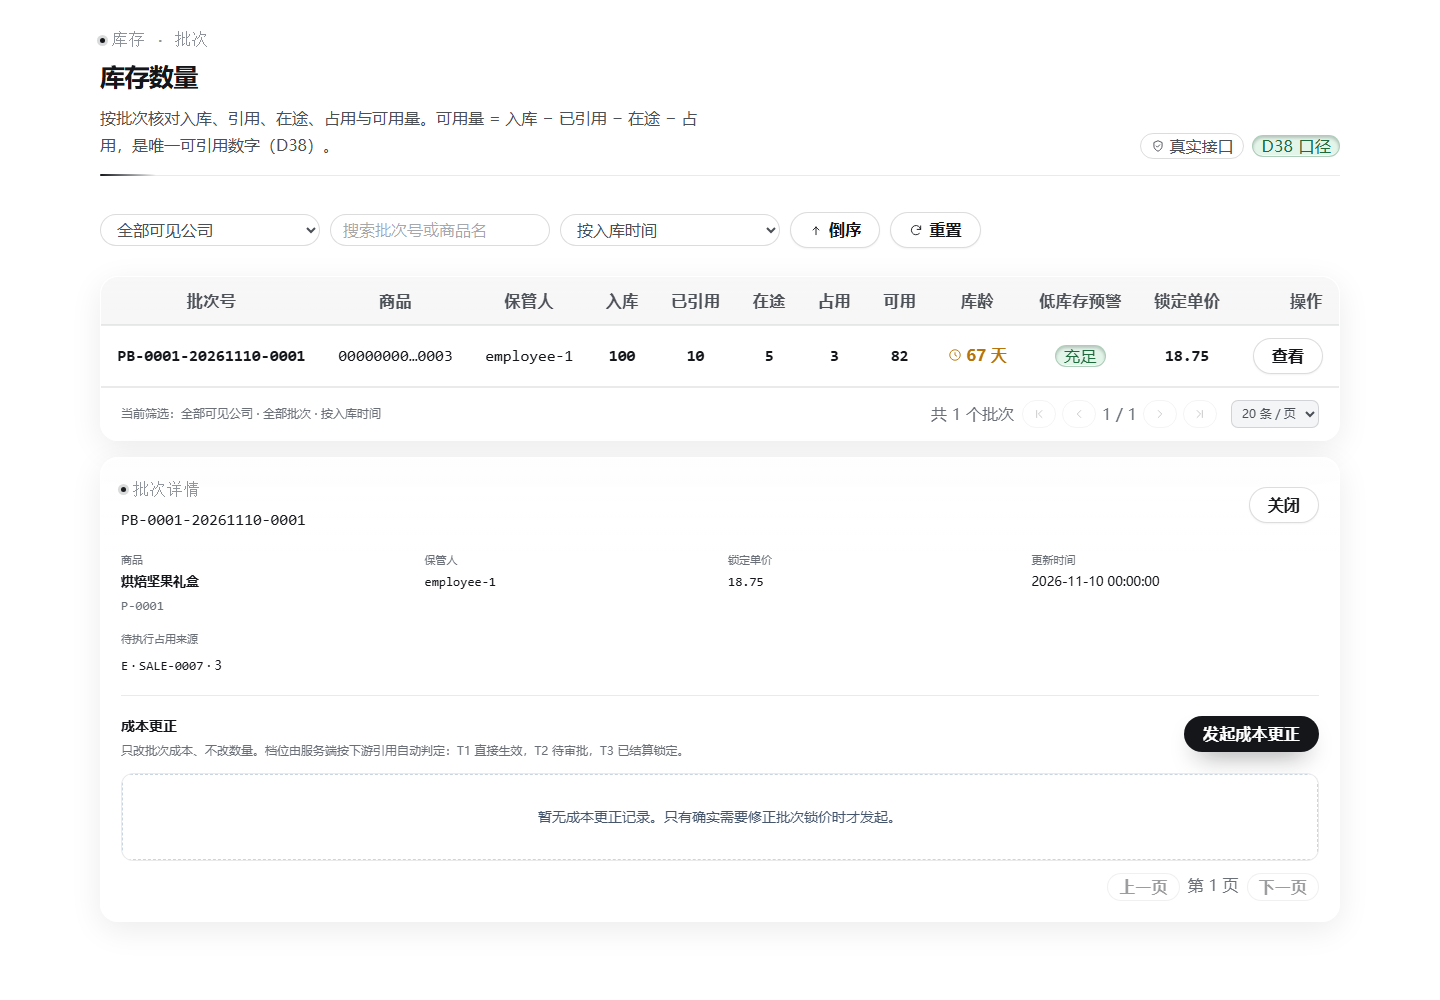 库存 · 批次
库存数量
按批次核对入库、引用、在途、占用与可用量。可用量 = 入库 − 已引用 − 在途 − 占
用，是唯一可引用数字（D38）。
真实接口
D38 口径
全部可见公司
搜索批次号或商品名
按入库时间
倒序
重置
批次号 商品 保管人 入库 已引用 在途 占用 可用 库龄 低库存预警 锁定单价 操作
PB-0001-20261110-0001 00000000…0003 employee-1 100 10 5 3 82 67 天 充足 18.75 查看
当前筛选：全部可见公司 · 全部批次 · 按入库时间
共 1 个批次 1 / 1 20 条 / 页
批次详情
PB-0001-20261110-0001
关闭
商品 保管人 锁定单价 更新时间
烘焙坚果礼盒 employee-1 18.75 2026-11-10 00:00:00
P-0001
待执行占用来源
E · SALE-0007 · 3
成本更正
只改批次成本、不改数量。档位由服务端按下游引用自动判定：T1 直接生效，T2 待审批，T3 已结算锁定。
发起成本更正
暂无成本更正记录。只有确实需要修正批次锁价时才发起。
上一页 第 1 页 下一页